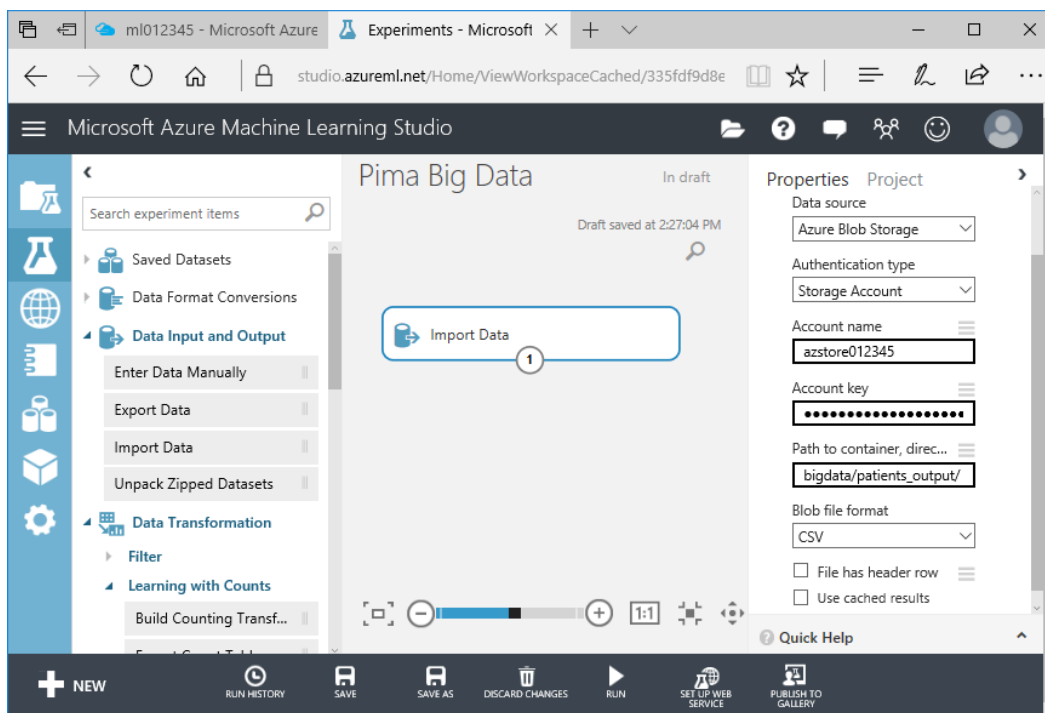 ml012345 - Microsoft Azure
Experiments - Microsoft
studio.azureml.net/Home/ViewWorkspaceCached/335fdf9d8e
Microsoft Azure Machine Learning Studio
Search experiment items
Saved Datasets
Data Format Conversions
Data Input and Output
Enter Data Manually
Export Data
Import Data
Unpack Zipped Datasets
Data Transformation
Filter
Learning with Counts
Build Counting Transf...
Pima Big Data
In draft
Draft saved at 2:27:04 PM
Import Data
1
1:1
Properties Project
Data source
Azure Blob Storage
Authentication type
Storage Account
Account name
azstore012345
Account key
Path to container, direc...
bigdata/patients_output/
Blob file format
CSV
File has header row
Use cached results
Quick Help
NEW
RUN HISTORY
SAVE
SAVE AS
DISCARD CHANGES
RUN
SET UP WEB
SERVICE
PUBLISH TO
GALLERY